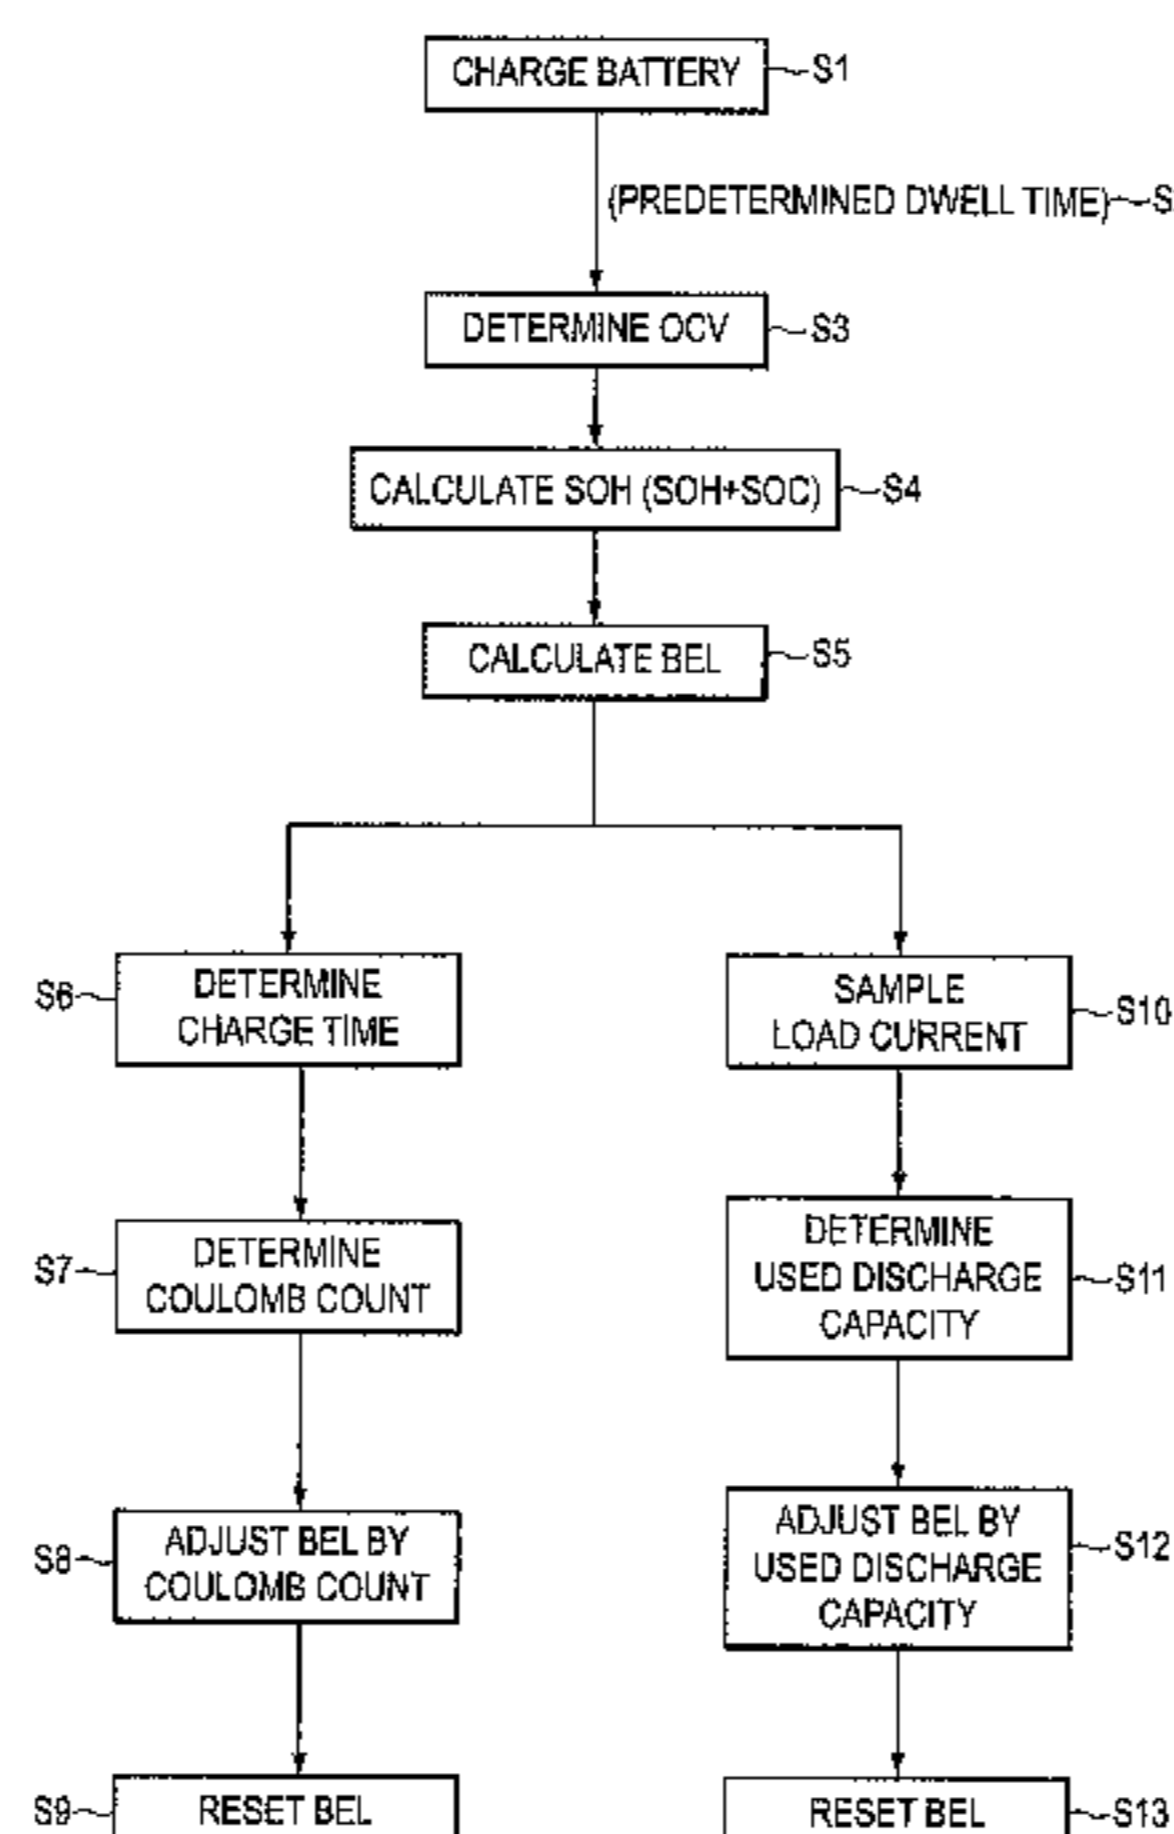 CHARGE BATTERY S1
(PREDETERMINED DWELL TIME) S
DETERMINE OCV S3
CALCULATE SOH (SOH+SOC) S4
CALCULATE BEL S5
S6 DETERMINE
CHARGE TIME
SAMPLE
LOAD CURRENT S10
S7 DETERMINE
COULOMB COUNT
DETERMINE
USED DISCHARGE S11
CAPACITY
S8 ADJUST BEL BY
COULOMB COUNT
ADJUST BEL BY
USED DISCHARGE S12
CAPACITY
S9 RESET BEL
RESET BEL S13